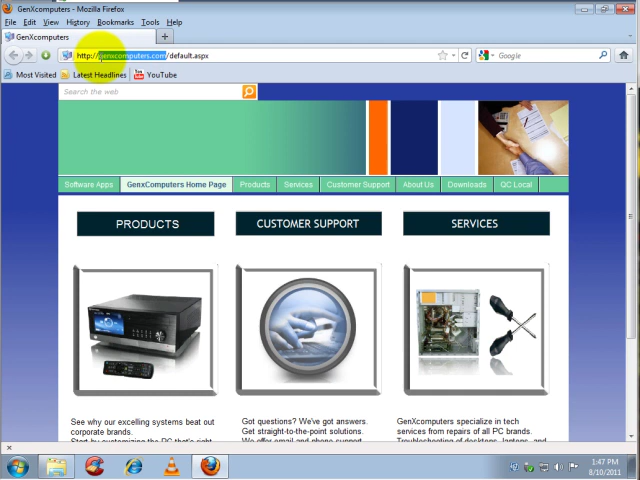 GenXcomputers - Mozilla Firefox
File Edit View History Bookmarks Tools Help
GenXcomputers
http://genxcomputers.com/default.aspx
Google
Most Visited Latest Headlines YouTube
Search the web
Software Apps GenxComputers Home Page Products Services Customer Support About Us Downloads QC Local
PRODUCTS CUSTOMER SUPPORT SERVICES
See why our excelling systems beat out
corporate brands.
Start by customizing the PC that's right
Got questions? We've got answers.
Get straight-to-the-point solutions.
We offer email and phone support
GenXcomputers specialize in tech
services from repairs of all PC brands.
Troubleshooting of desktops, laptops, and
1:47 PM
8/10/2011